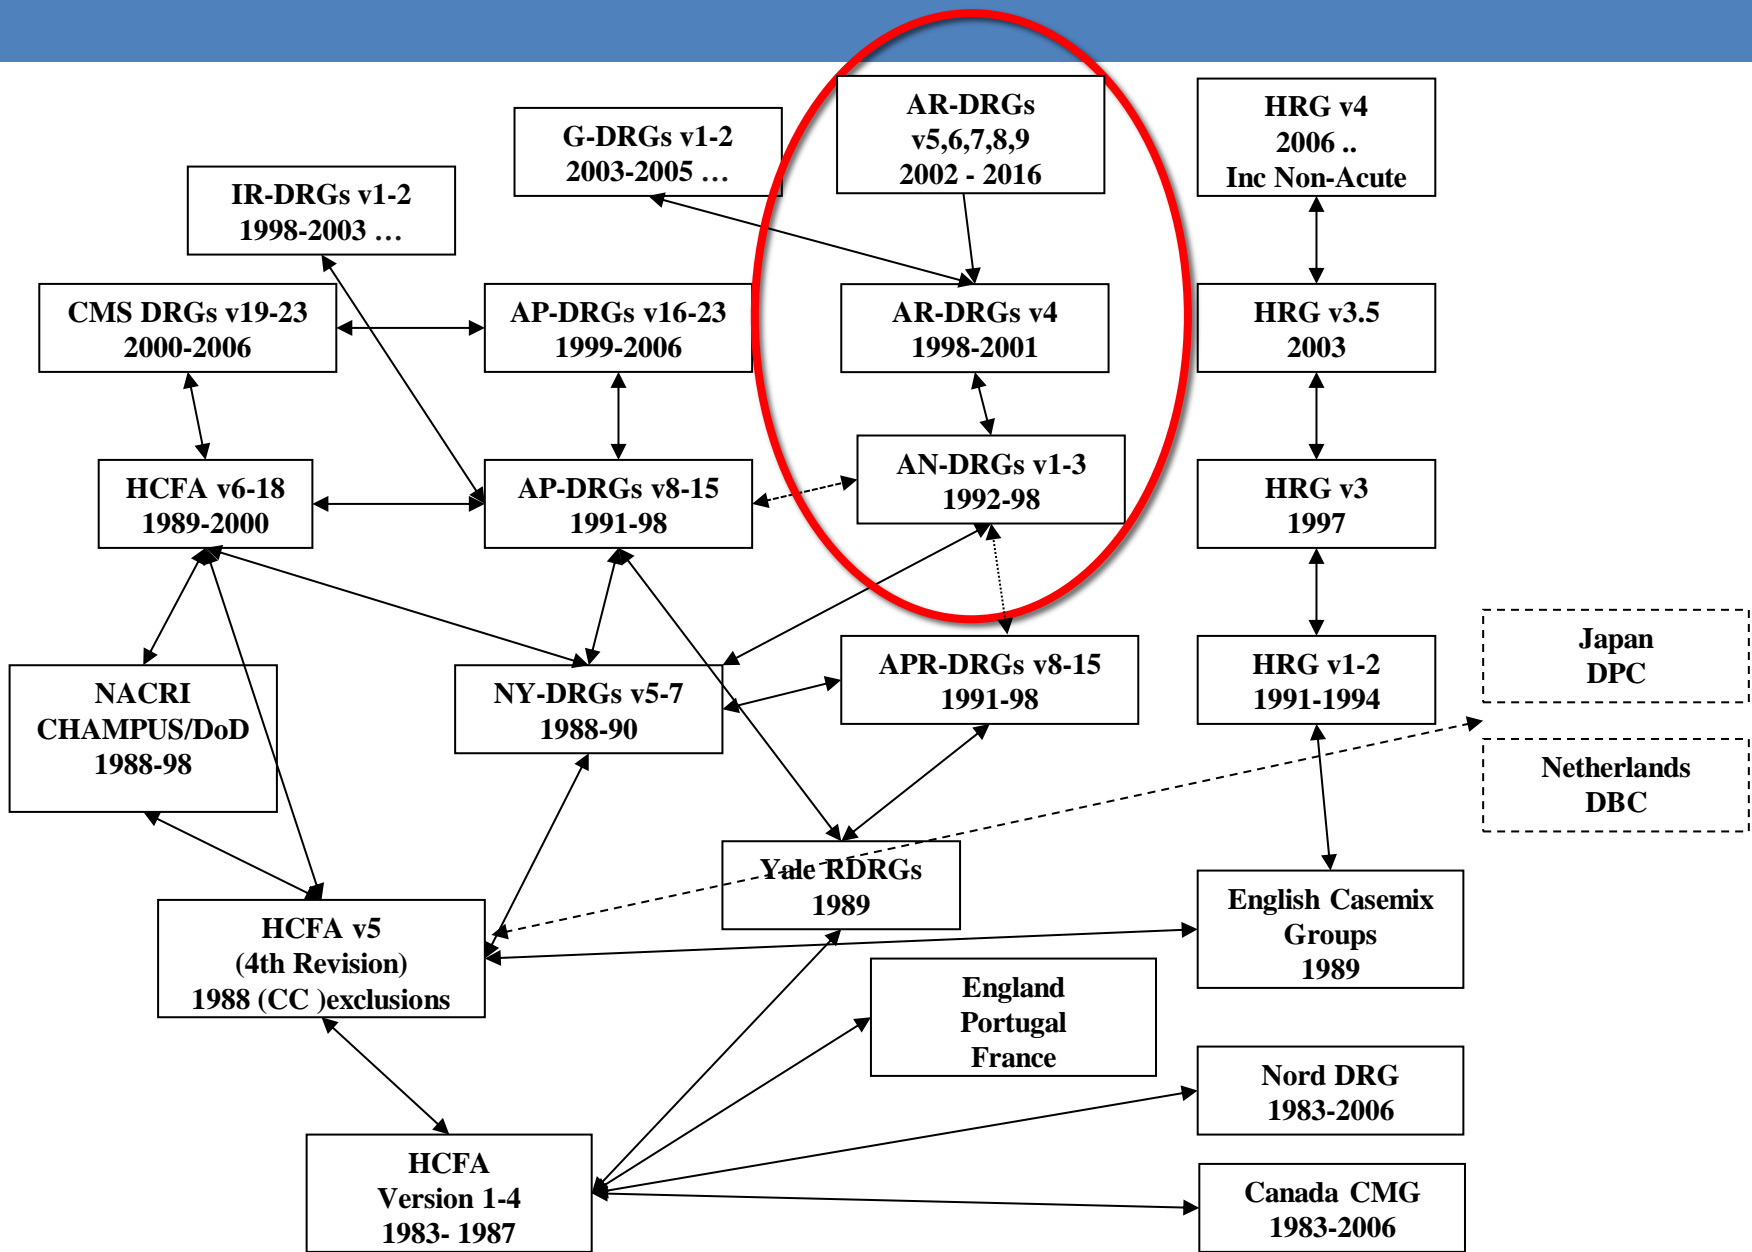 AR-DRGs
v5,6,7,8,9
2002 - 2016
HRG v4
2006 ..
Inc Non-Acute
G-DRGs v1-2
2003-2005 …
IR-DRGs v1-2
1998-2003 …
CMS DRGs v19-23
2000-2006
AP-DRGs v16-23
1999-2006
AR-DRGs v4
1998-2001
HRG v3.5
2003
HCFA v6-18
1989-2000
AP-DRGs v8-15
1991-98
AN-DRGs v1-3
1992-98
HRG v3
1997
NACRI
CHAMPUS/DoD
1988-98
NY-DRGs v5-7
1988-90
APR-DRGs v8-15
1991-98
HRG v1-2
1991-1994
Japan
DPC
Netherlands
DBC
Yale RDRGs
1989
English Casemix
Groups
1989
HCFA v5
(4th Revision)
1988 (CC )exclusions
England
Portugal
France
Nord DRG
1983-2006
HCFA
Version 1-4
1983- 1987
Canada CMG
1983-2006